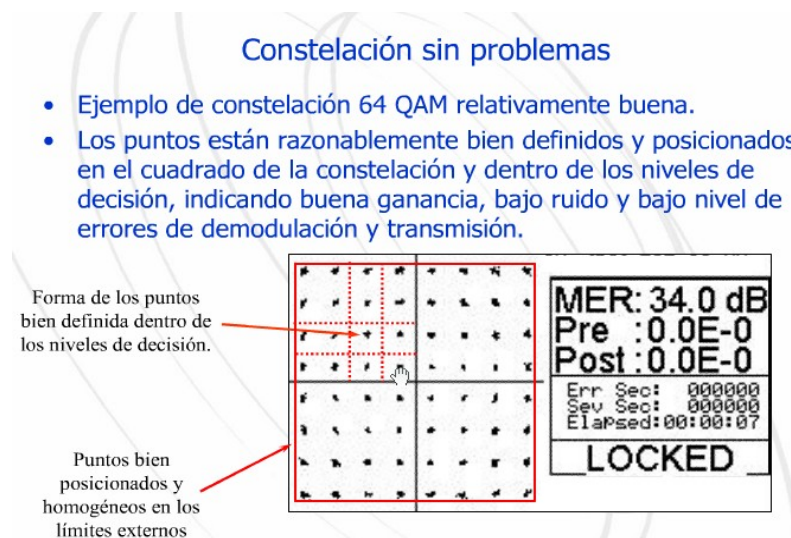 Constelación sin problemas
• Ejemplo de constelación 64 QAM relativamente buena.
• Los puntos están razonablemente bien definidos y posicionados
en el cuadrado de la constelación y dentro de los niveles de
decisión, indicando buena ganancia, bajo ruido y bajo nivel de
errores de demodulación y transmisión.
Forma de los puntos
bien definida dentro de
los niveles de decisión.
MER: 34.0 dB
Pre :0.0E-0
Post :0.0E-0
Err Sec: 000000
Sev Sec: 000000
Elapsed:00:00:07
LOCKED
Puntos bien
posicionados y
homogéneos en los
límites externos